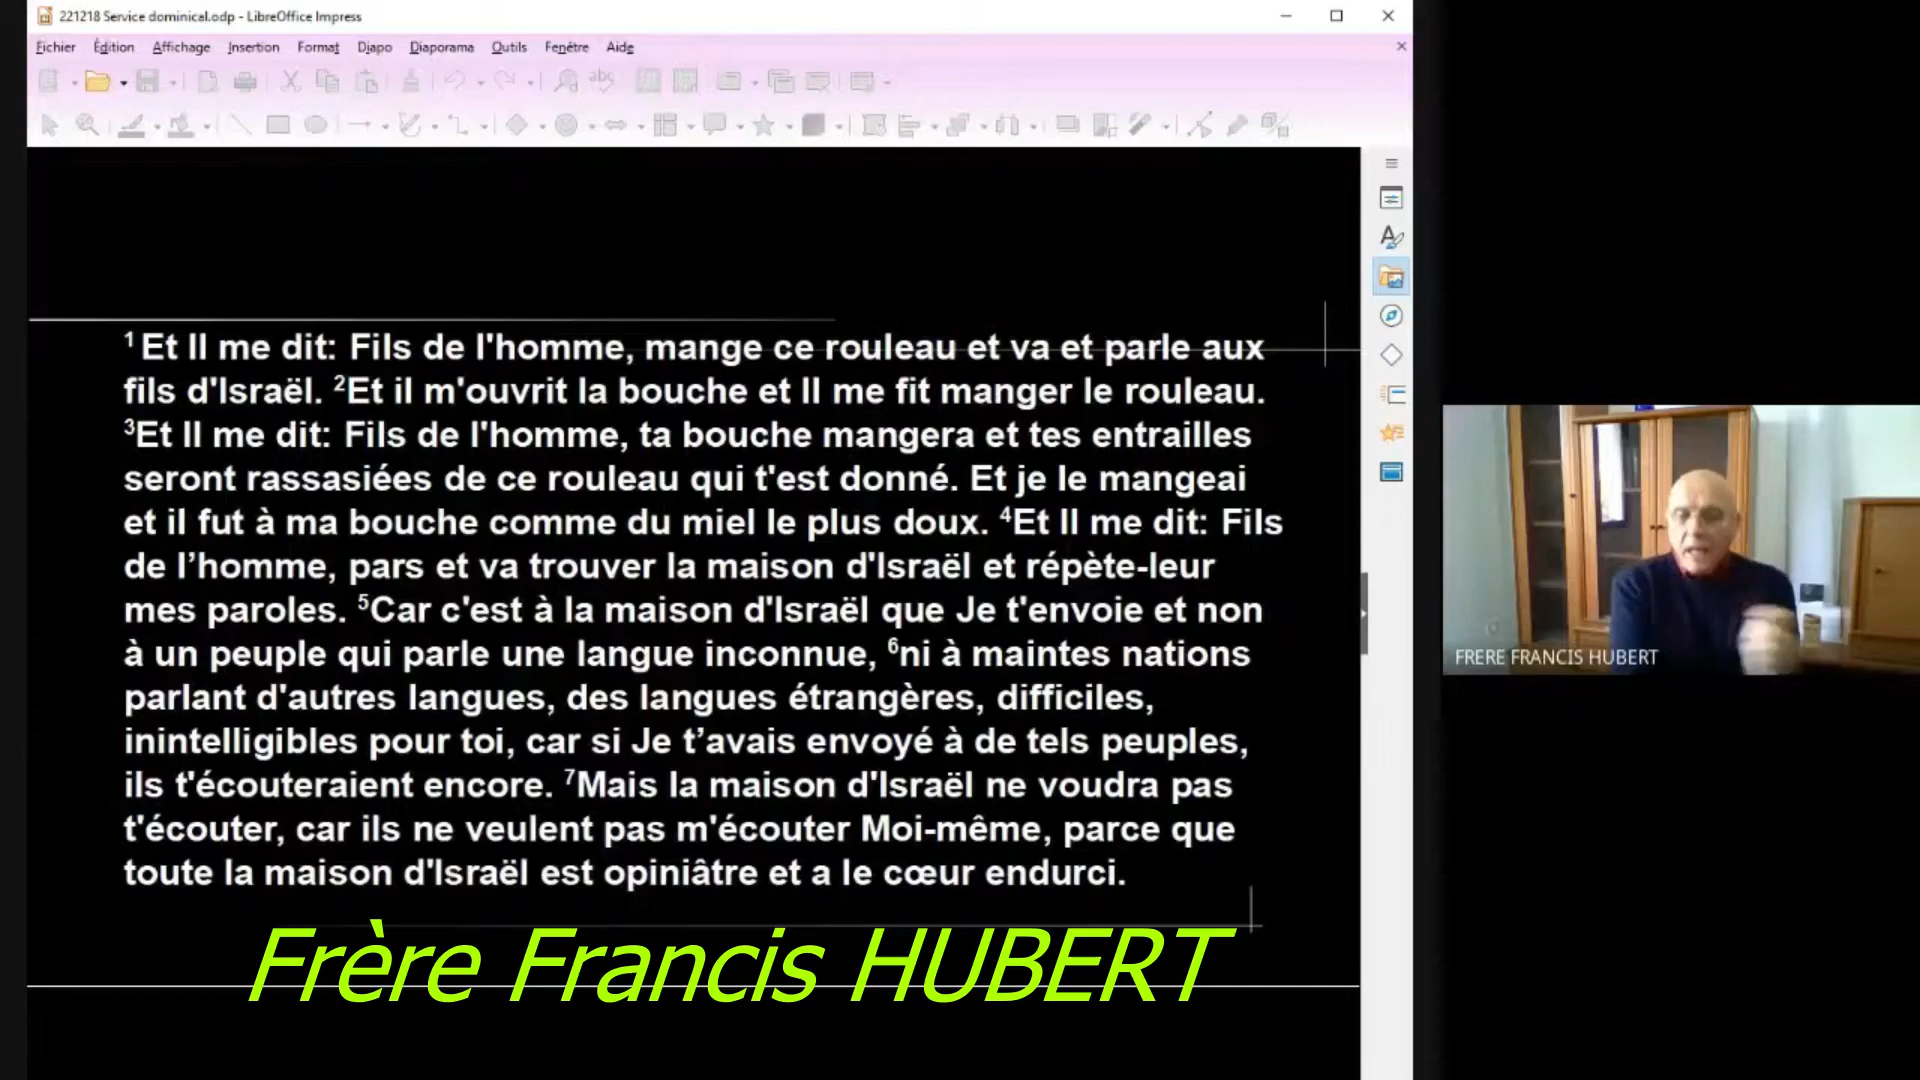 221218 Service dominical.odp - LibreOffice Impress
Fichier Édition Affichage Insertion Format Diapo Diaporama Outils Fenêtre Aide
abc
1 Et Il me dit: Fils de l'homme, mange ce rouleau et va et parle aux
fils d'Israël. 2Et il m'ouvrit la bouche et Il me fit manger le rouleau.
3Et Il me dit: Fils de l'homme, ta bouche mangera et tes entrailles
seront rassasiées de ce rouleau qui t'est donné. Et je le mangeai
et il fut à ma bouche comme du miel le plus doux. 4Et Il me dit: Fils
de l’homme, pars et va trouver la maison d'Israël et répète-leur
mes paroles. 5Car c'est à la maison d'Israël que Je t'envoie et non
à un peuple qui parle une langue inconnue, 6ni à maintes nations
parlant d'autres langues, des langues étrangères, difficiles,
inintelligibles pour toi, car si Je t’avais envoyé à de tels peuples,
ils t'écouteraient encore. 7Mais la maison d'Israël ne voudra pas
t'écouter, car ils ne veulent pas m'écouter Moi-même, parce que
toute la maison d'Israël est opiniâtre et a le cœur endurci.
Frère Francis HUBERT
FRERE FRANCIS HUBERT